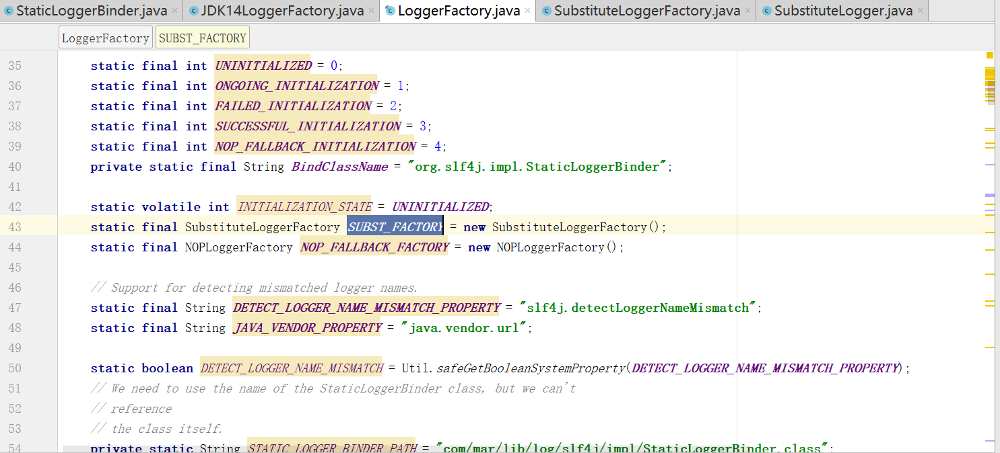 StaticLoggerBinder.java × JDK14LoggerFactory.java × LoggerFactory.java × SubstituteLoggerFactory.java × SubstituteLogger.java ×
LoggerFactory SUBST_FACTORY
35 static final int UNINITIALIZED = 0;
36 static final int ONGOING_INITIALIZATION = 1;
37 static final int FAILED_INITIALIZATION = 2;
38 static final int SUCCESSFUL_INITIALIZATION = 3;
39 static final int NOP_FALLBACK_INITIALIZATION = 4;
40 private static final String BindClassName = "org.slf4j.impl.StaticLoggerBinder";
41
42 static volatile int INITIALIZATION_STATE = UNINITIALIZED;
43 static final SubstituteLoggerFactory SUBST_FACTORY = new SubstituteLoggerFactory();
44 static final NOPLoggerFactory NOP_FALLBACK_FACTORY = new NOPLoggerFactory();
45
46 // Support for detecting mismatched logger names.
47 static final String DETECT_LOGGER_NAME_MISMATCH_PROPERTY = "slf4j.detectLoggerNameMismatch";
48 static final String JAVA_VENDOR_PROPERTY = "java.vendor.url";
49
50 static boolean DETECT_LOGGER_NAME_MISMATCH = Util.safeGetBooleanSystemProperty(DETECT_LOGGER_NAME_MISMATCH_PROPERTY);
51 // We need to use the name of the StaticLoggerBinder class, but we can't
52 // reference
53 // the class itself.
54 private static String STATIC_LOGGER_BINDER_PATH = "com/mar/lib/log/slf4j/impl/StaticLoggerBinder.class";